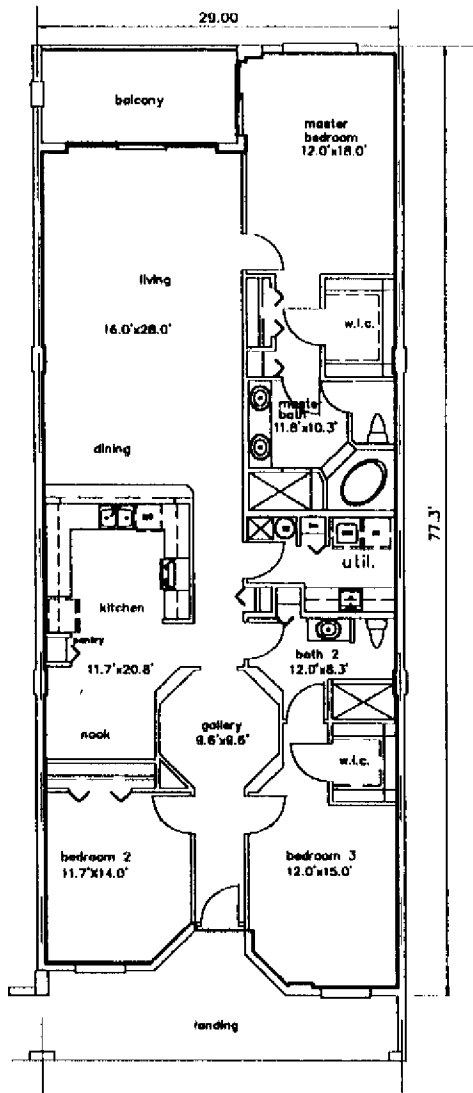 29.00
balcony
master
bedroom
12.0'x18.0'
living
16.0'x28.0'
w.i.c.
master
bath
11.8'x10.3'
dining
77.3'
util.
kitchen
pantry
11.7'x20.8'
bath 2
12.0'x8.3'
gallery
9.6'x9.6'
nook
w.i.c.
bedroom 2
11.7'X14.0'
bedroom 3
12.0'x15.0'
landing